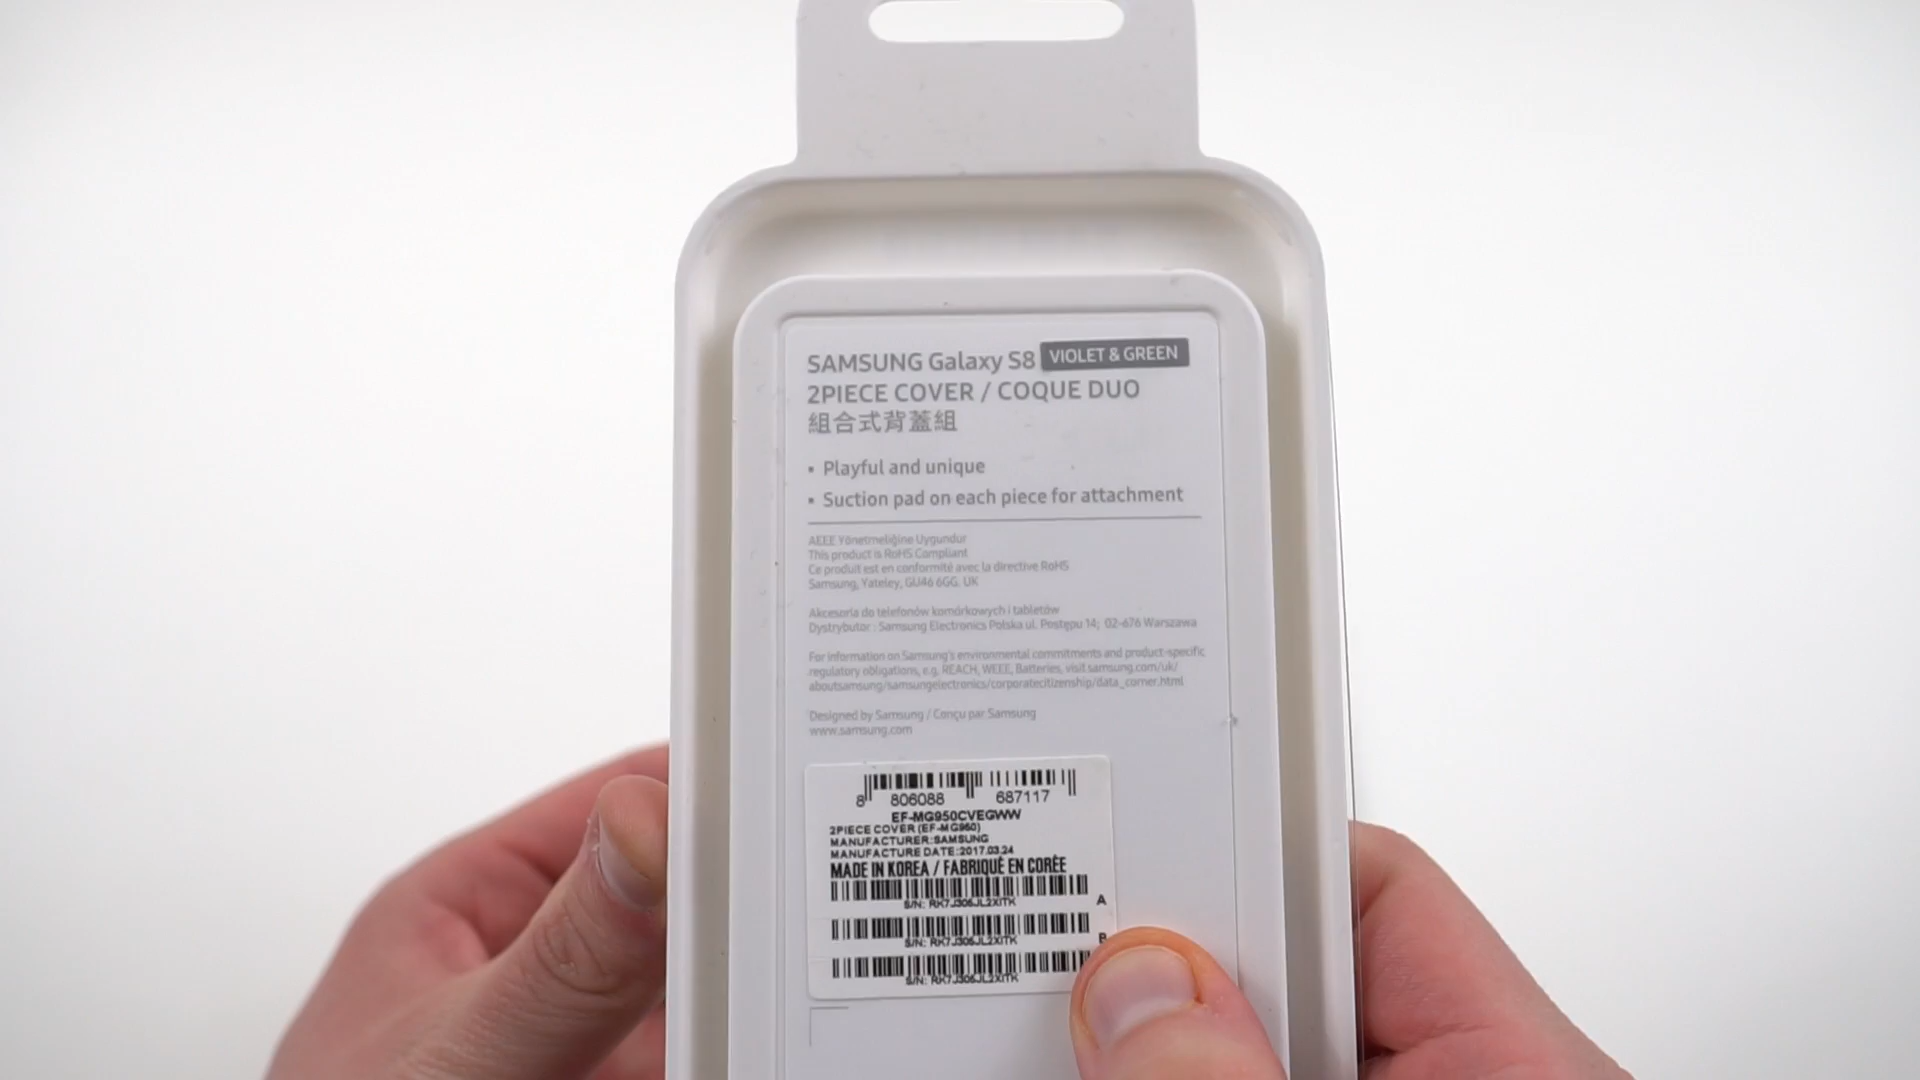 SAMSUNG Galaxy S8 VIOLET & GREEN
2PIECE COVER / COQUE DUO
組合式背蓋組
▪ Playful and unique
▪ Suction pad on each piece for attachment
AEEE Yönetmeliğine Uygundur
This product is RoHS Compliant
Ce produit est en conformité avec la directive RoHS
Samsung, Yateley, GU46 6GG. UK
Akcesoria do telefonów komórkowych i tabletów
Dystrybutor : Samsung Electronics Polska ul. Postępu 14; 02-676 Warszawa
For information on Samsung's environmental commitments and product-specific
regulatory obligations, e.g. REACH, WEEE, Batteries, visit samsung.com/uk/
aboutsamsung/samsungelectronics/corporatecitizenship/data_corner.html
Designed by Samsung / Conçu par Samsung
www.samsung.com
8 806088 687117
EF-MG950CVEGWW
2PIECE COVER (EF-MG950)
MANUFACTURER:SAMSUNG
MANUFACTURE DATE:2017.03.24
MADE IN KOREA / FABRIQUÉ EN CORÉE
S/N: RK7J306JL2XITK
A
S/N: RK7J306JL2XITK
B
S/N: RK7J306JL2XITK